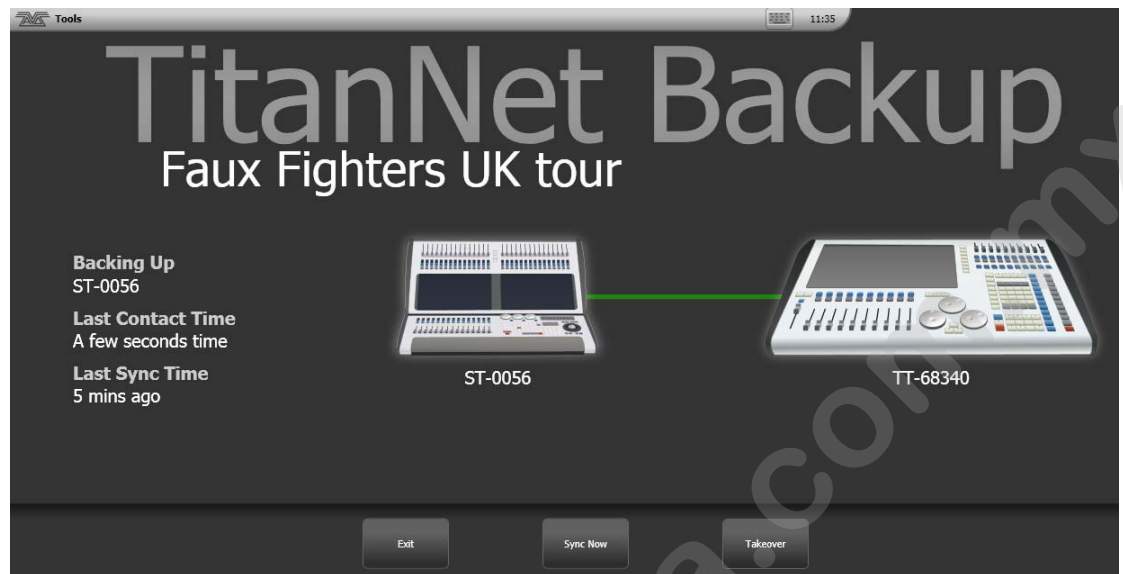 Tools
11:35
TitanNet Backup
Faux Fighters UK tour
Backing Up
ST-0056
Last Contact Time
A few seconds time
Last Sync Time
5 mins ago
ST-0056
TT-68340
Exit
Sync Now
Takeover